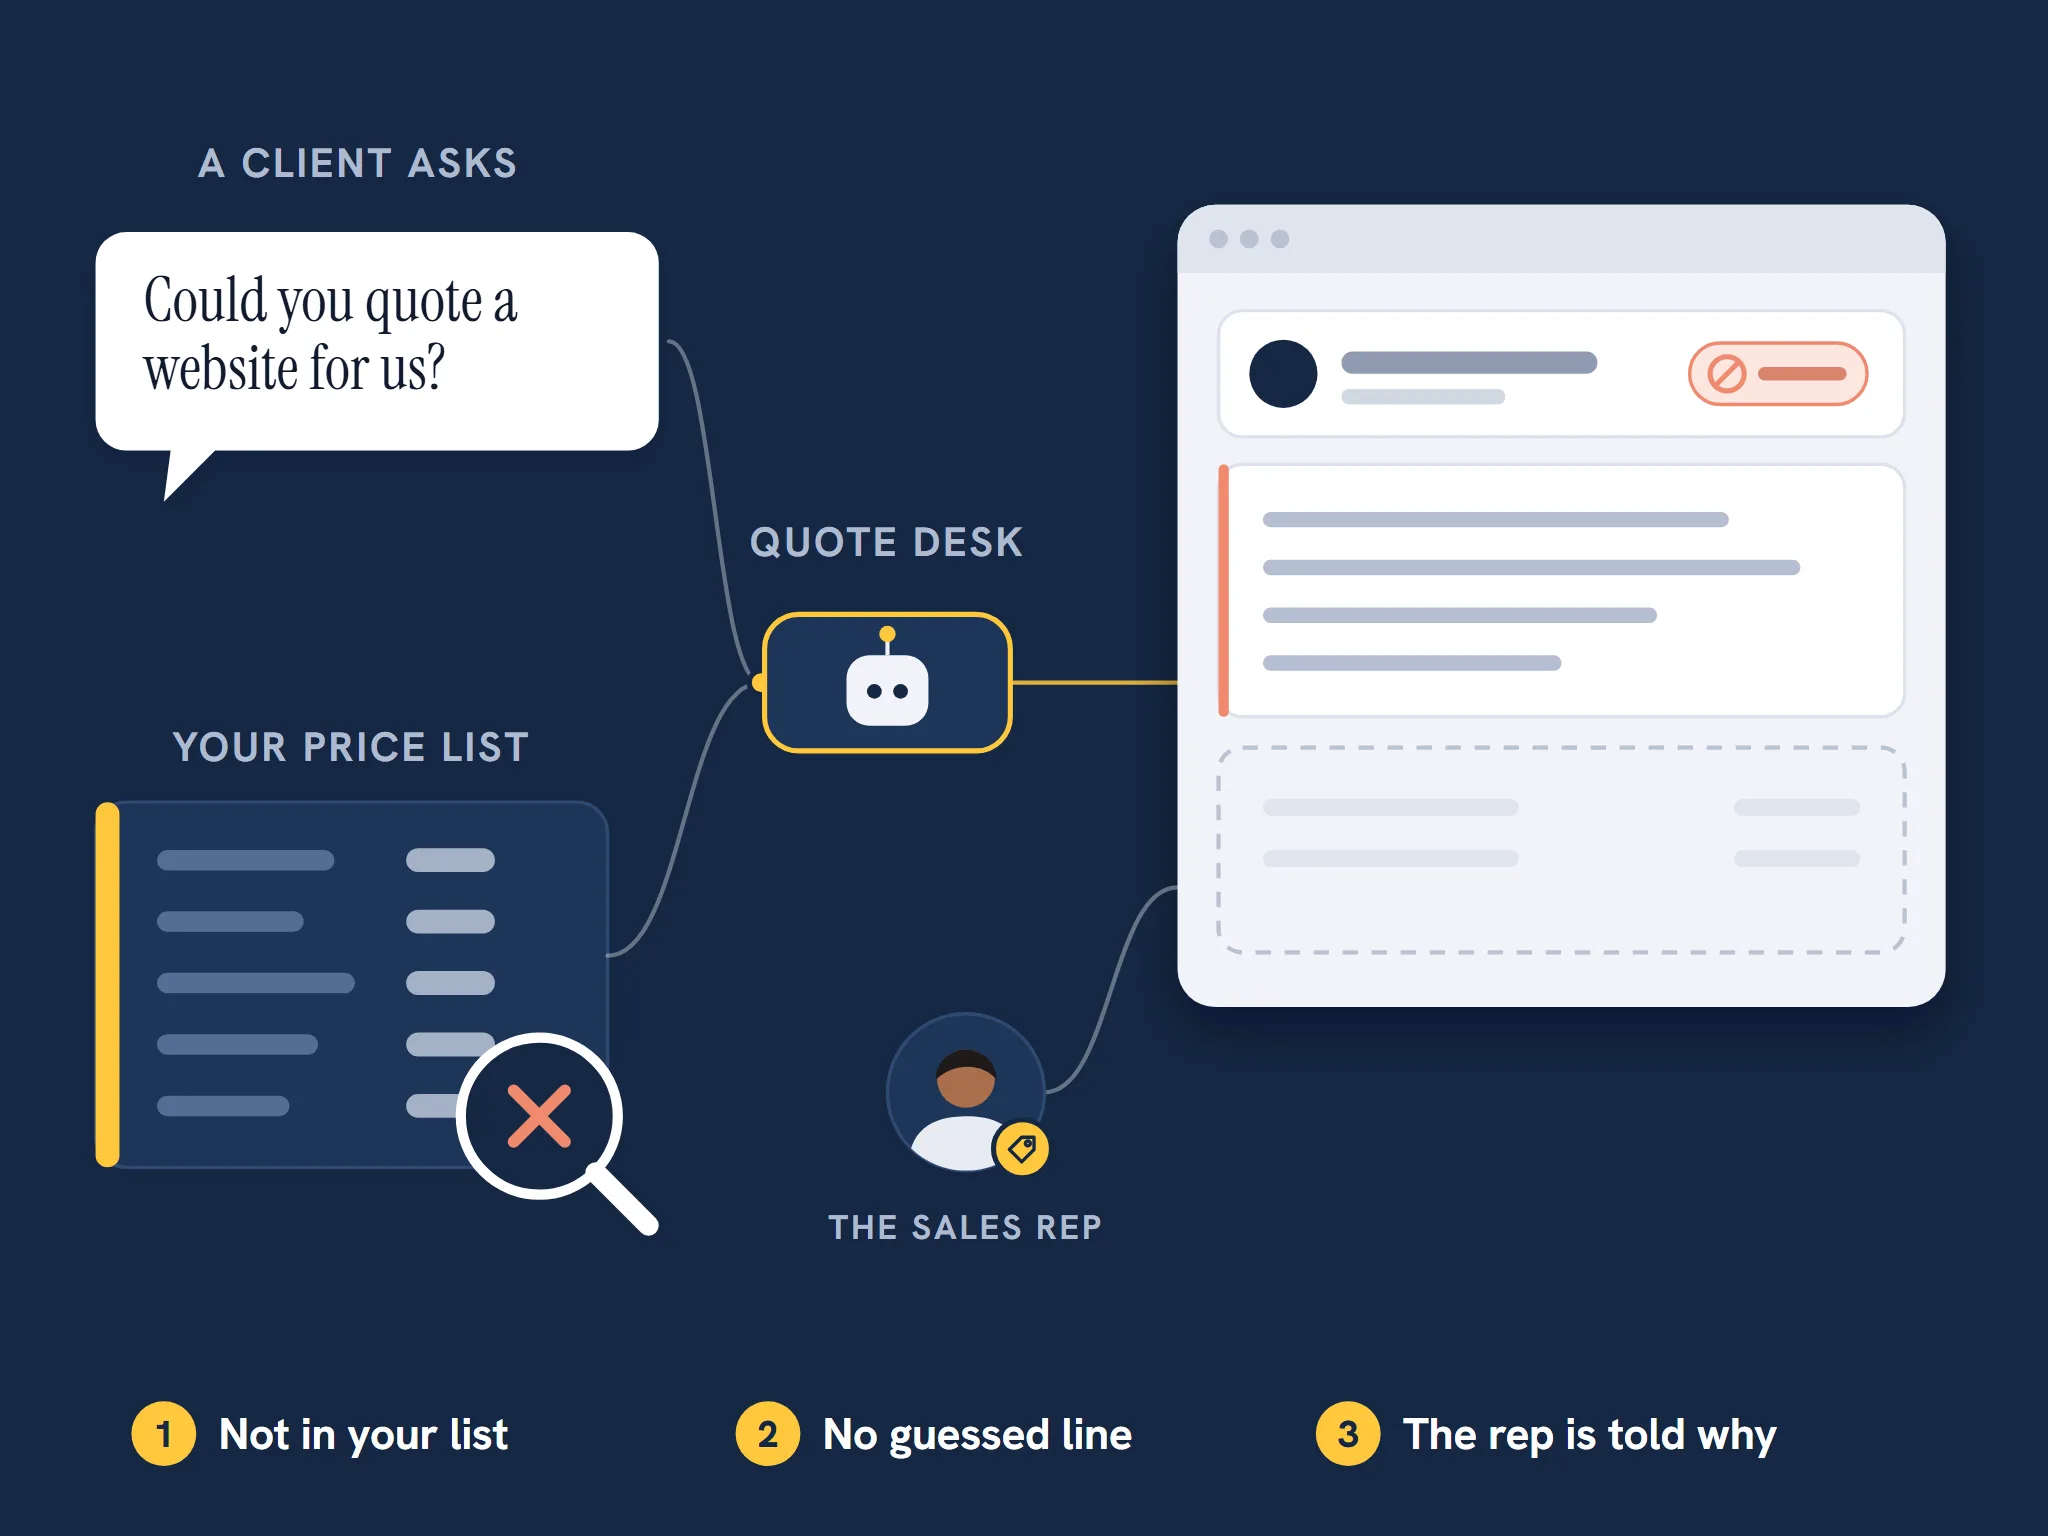 A CLIENT ASKS
Could you quote a
website for us?
QUOTE DESK
YOUR PRICE LIST
THE SALES REP
1 Not in your list
2 No guessed line
3 The rep is told why